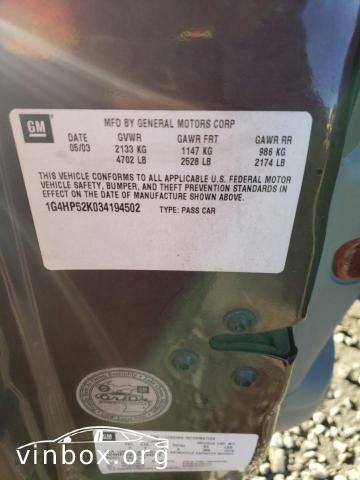 GM
MFD BY GENERAL MOTORS CORP
DATE GVWR GAWR FRT GAWR RR
05/03 2133 KG 1147 KG 986 KG
4702 LB 2528 LB 2174 LB
THIS VEHICLE CONFORMS TO ALL APPLICABLE U.S. FEDERAL MOTOR
VEHICLE SAFETY, BUMPER, AND THEFT PREVENTION STANDARDS IN
EFFECT ON THE DATE OF MANUFACTURE SHOWN ABOVE.
1G4HP52K034194502 TYPE: PASS CAR
GM
INFORMATION
vinbox.org